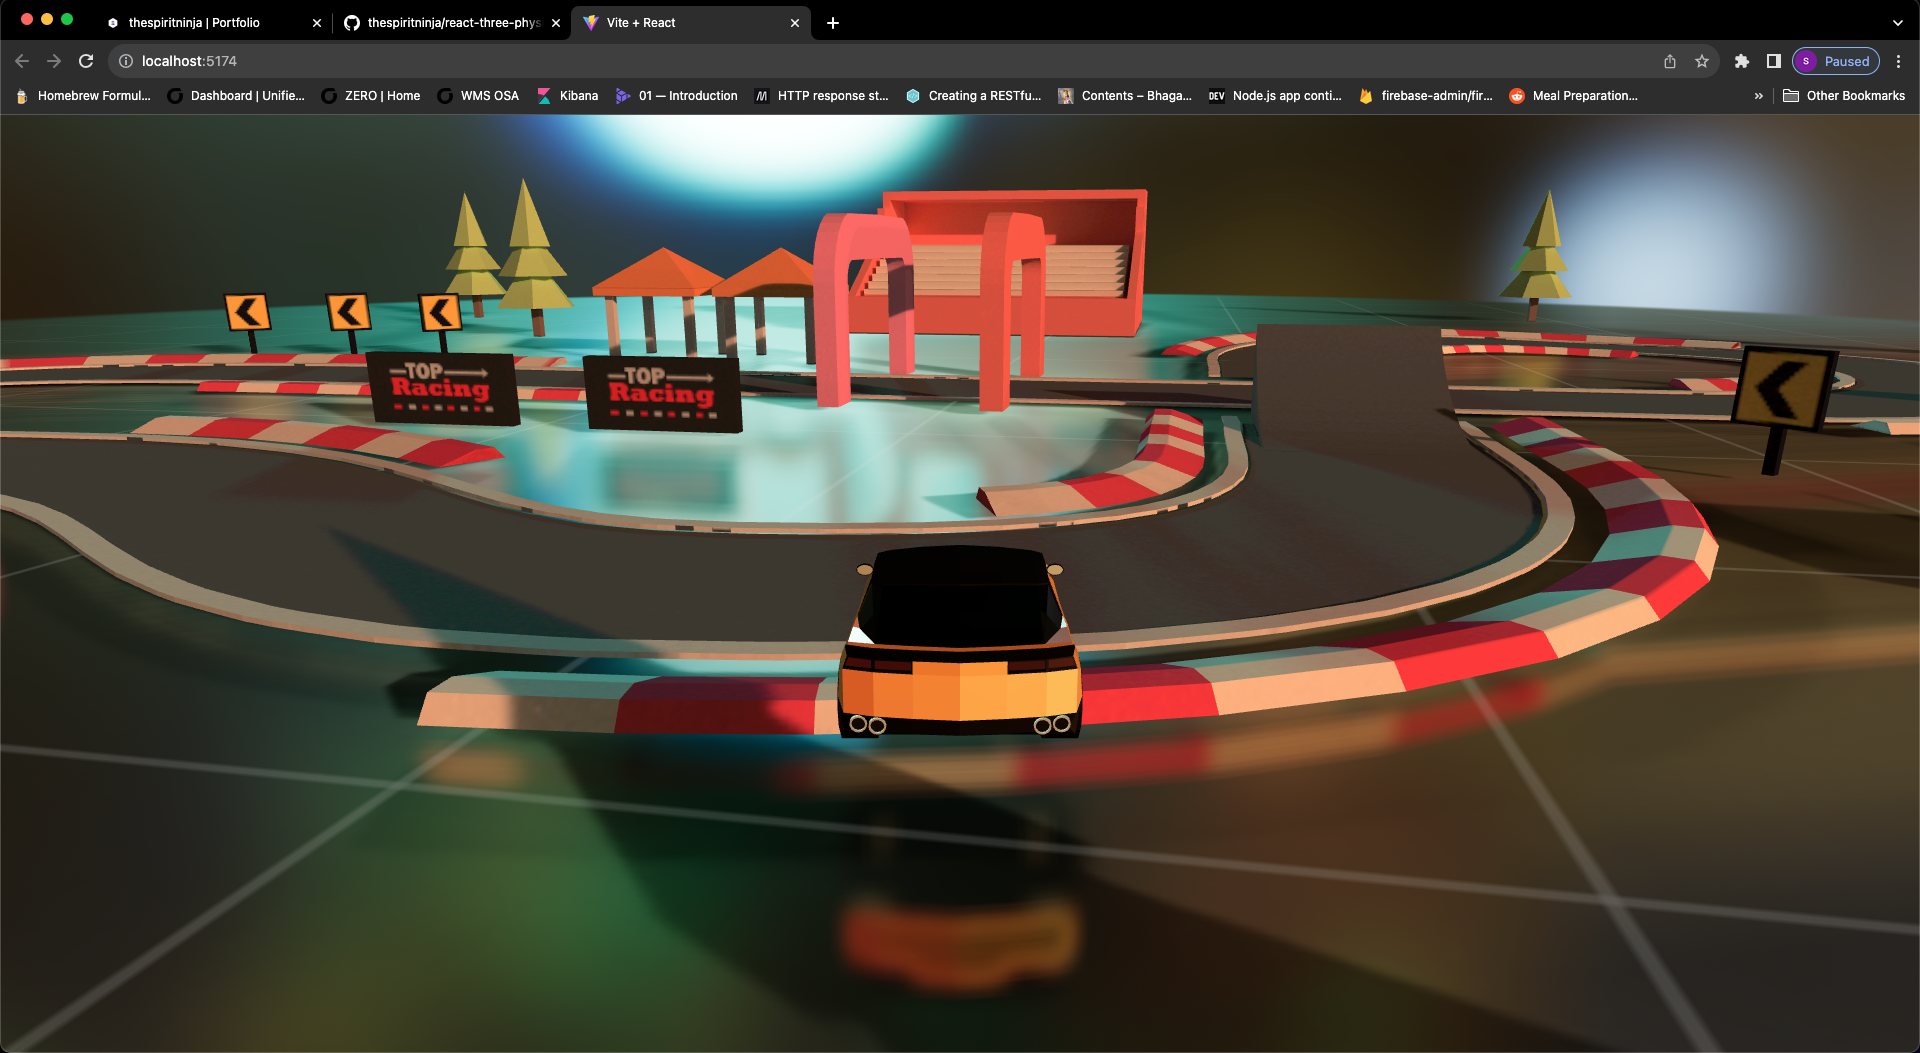 thespiritninja | Portfolio
thespiritninja/react-three-phys
Vite + React
localhost:5174
S Paused
Homebrew Formul...
Dashboard | Unifie...
ZERO | Home
WMS OSA
Kibana
01 — Introduction
HTTP response st...
Creating a RESTfu...
Contents – Bhaga...
DEV Node.js app conti...
firebase-admin/fir...
Meal Preparation...
»
Other Bookmarks
TOP
Racing
TOP
Racing